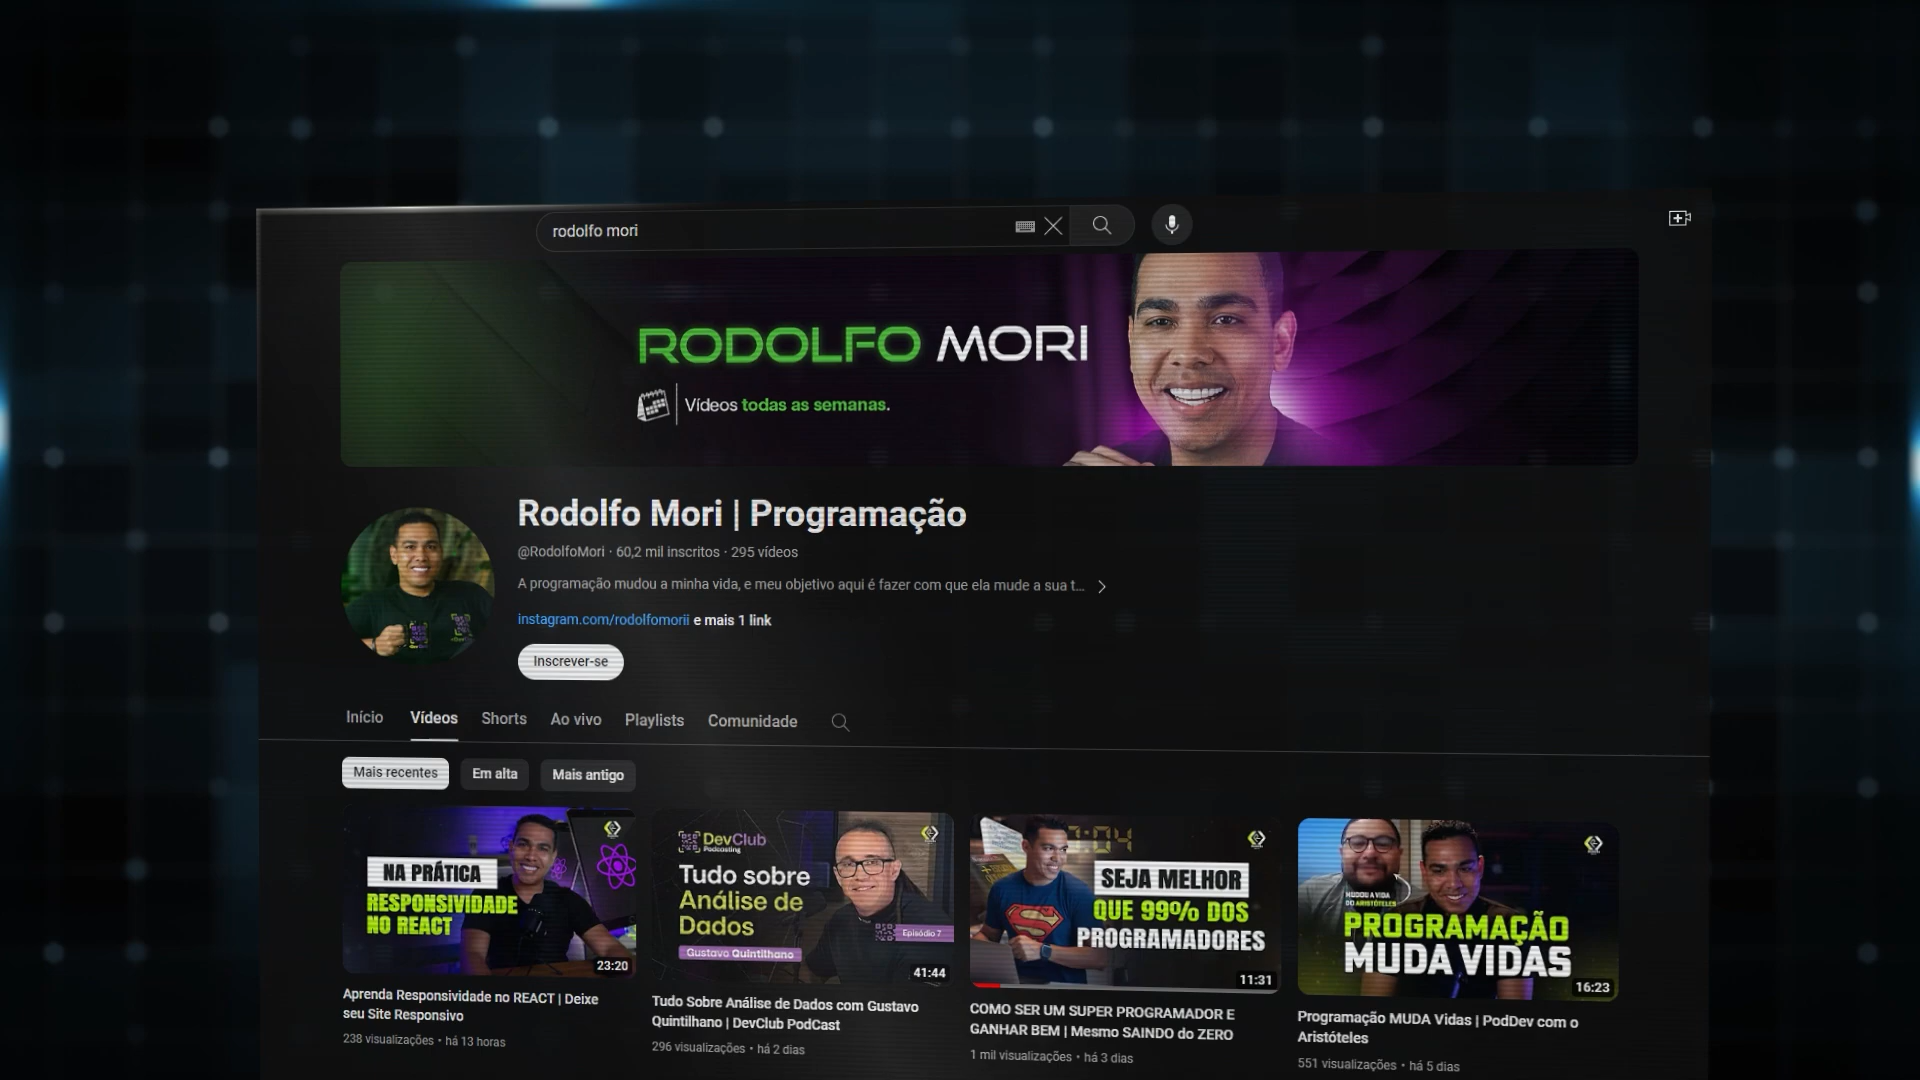 rodolfo mori
RODOLFO MORI
Vídeos todas as semanas.
Rodolfo Mori | Programação
@RodolfoMori · 60,2 mil inscritos · 295 vídeos
A programação mudou a minha vida, e meu objetivo aqui é fazer com que ela mude a sua t...
instagram.com/rodolfomorii e mais 1 link
Inscrever-se
Início Vídeos Shorts Ao vivo Playlists Comunidade
Mais recentes Em alta Mais antigo
NA PRÁTICA
RESPONSIVIDADE
NO REACT
23:20
Aprenda Responsividade no REACT | Deixe
seu Site Responsivo
238 visualizações • há 13 horas
DevClub
Podcasting
Tudo sobre
Análise de
Dados
Gustavo Quintilhano
Episódio 7
41:44
Tudo Sobre Análise de Dados com Gustavo
Quintilhano | DevClub PodCast
296 visualizações • há 2 dias
7:04
SEJA MELHOR
QUE 99% DOS
PROGRAMADORES
11:31
COMO SER UM SUPER PROGRAMADOR E
GANHAR BEM | Mesmo SAINDO do ZERO
1 mil visualizações • há 3 dias
MUDOU A VIDA
DO ARISTÓTELES
PROGRAMAÇÃO
MUDA VIDAS
16:23
Programação MUDA Vidas | PodDev com o
Aristóteles
551 visualizações • há 5 dias